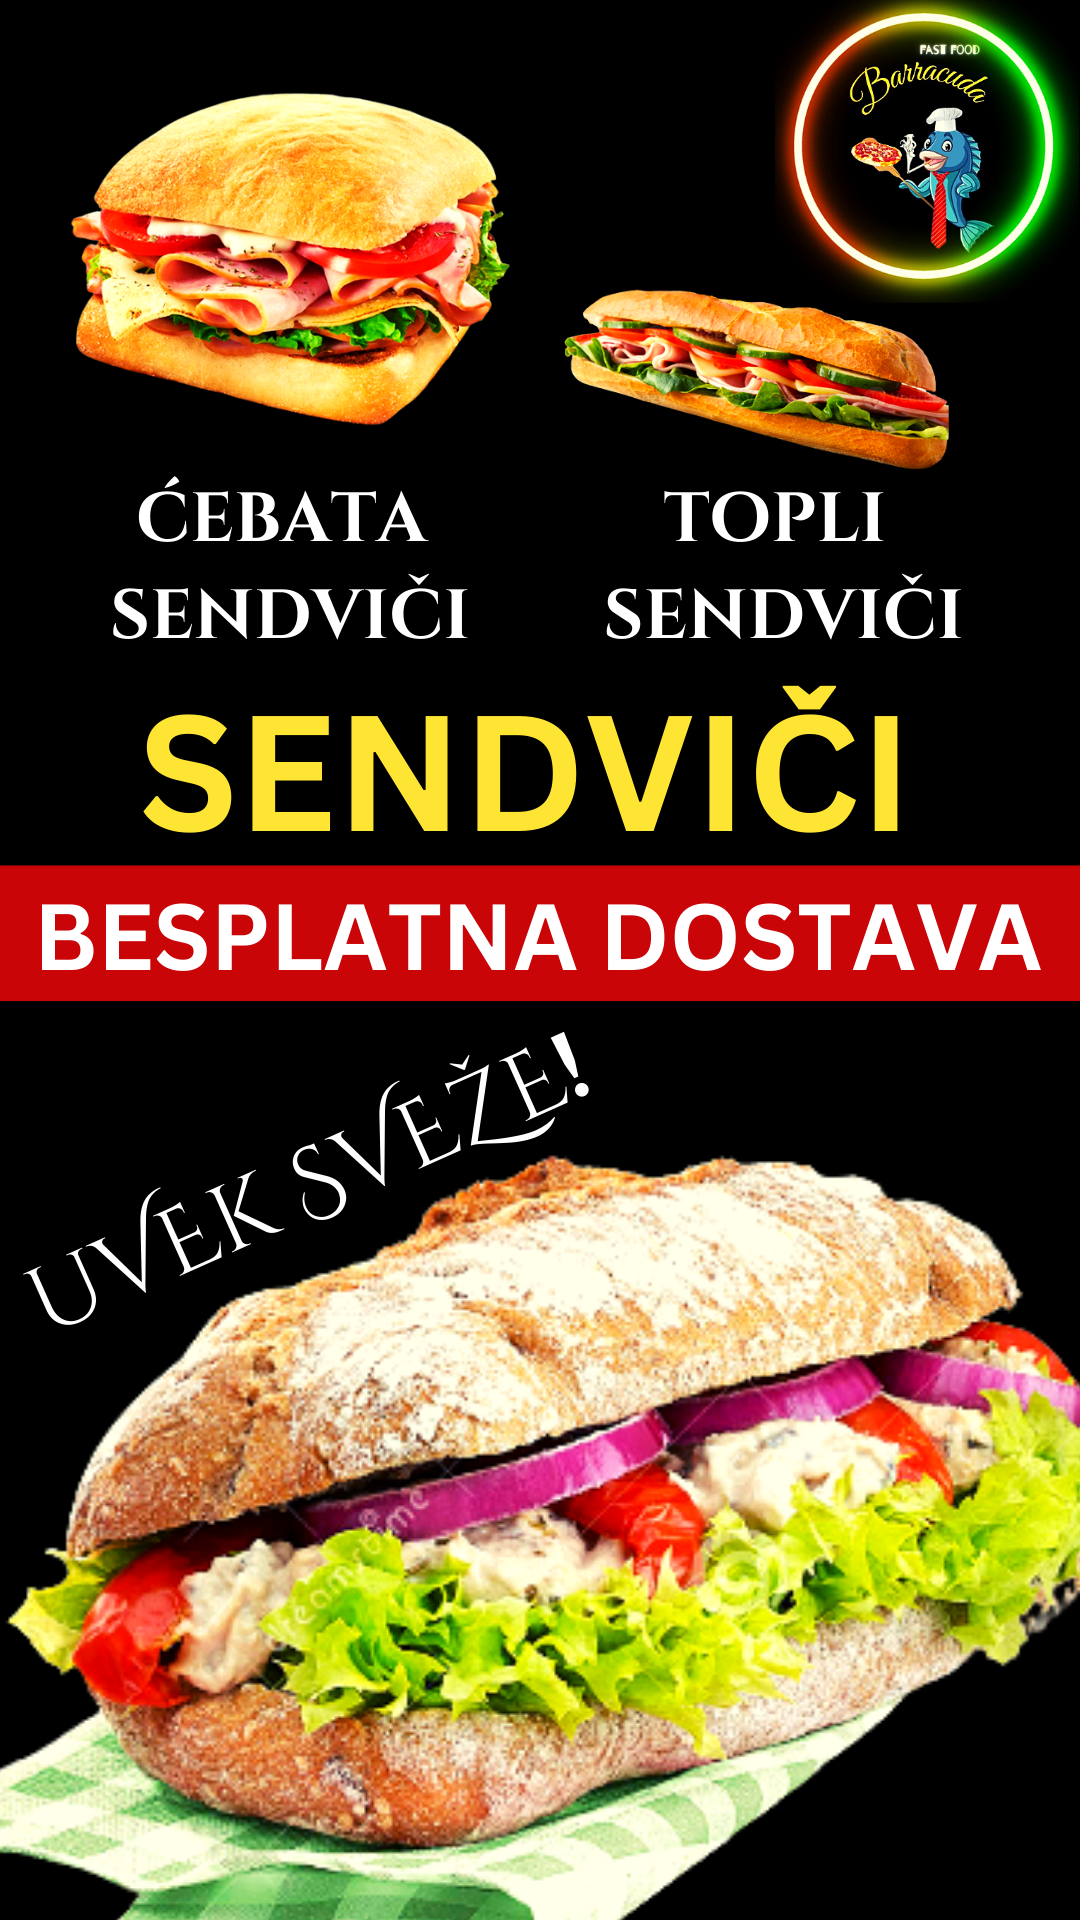 FAST FOOD
Barracuda
ĆEBATA
SENDVIČI
TOPLI
SENDVIČI
SENDVIČI
BESPLATNA DOSTAVA
UVEK SVEŽE!